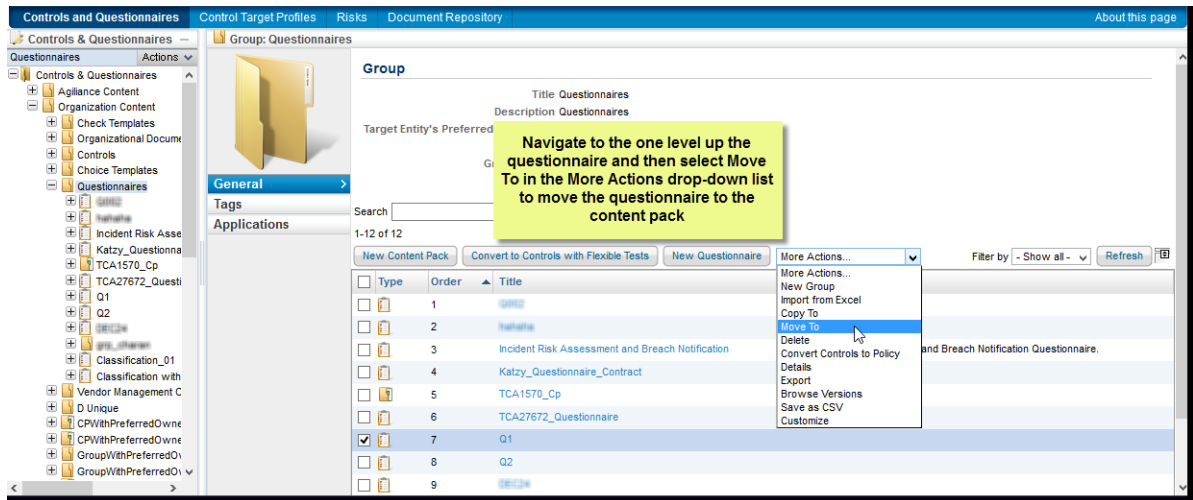 Controls and Questionnaires Control Target Profiles Risks Document Repository About this page
Controls & Questionnaires
Questionnaires Actions
Controls & Questionnaires
Agiliance Content
Organization Content
Check Templates
Organizational Docume
Controls
Choice Templates
Questionnaires
Incident Risk Asse
Katzy_Questionna
TCA1570_Cp
TCA27672_Questi
Q1
Q2
Classification_01
Classification with
Vendor Management C
D Unique
CPWithPreferredOwne
CPWithPreferredOwne
GroupWithPreferredOv
GroupWithPreferredOv
Group: Questionnaires
General
Tags
Applications
Group
Title Questionnaires
Description Questionnaires
Target Entity's Preferred
Navigate to the one level up the
questionnaire and then select Move
To in the More Actions drop-down list
to move the questionnaire to the
content pack
Search
1-12 of 12
New Content Pack Convert to Controls with Flexible Tests New Questionnaire More Actions... Filter by - Show all - Refresh
More Actions...
New Group
Import from Excel
Copy To
Move To
Delete
Convert Controls to Policy
Details
Export
Browse Versions
Save as CSV
Customize
Type Order Title
1
2
3 Incident Risk Assessment and Breach Notification and Breach Notification Questionnaire.
4 Katzy_Questionnaire_Contract
5 TCA1570_Cp
6 TCA27672_Questionnaire
7 Q1
8 Q2
9